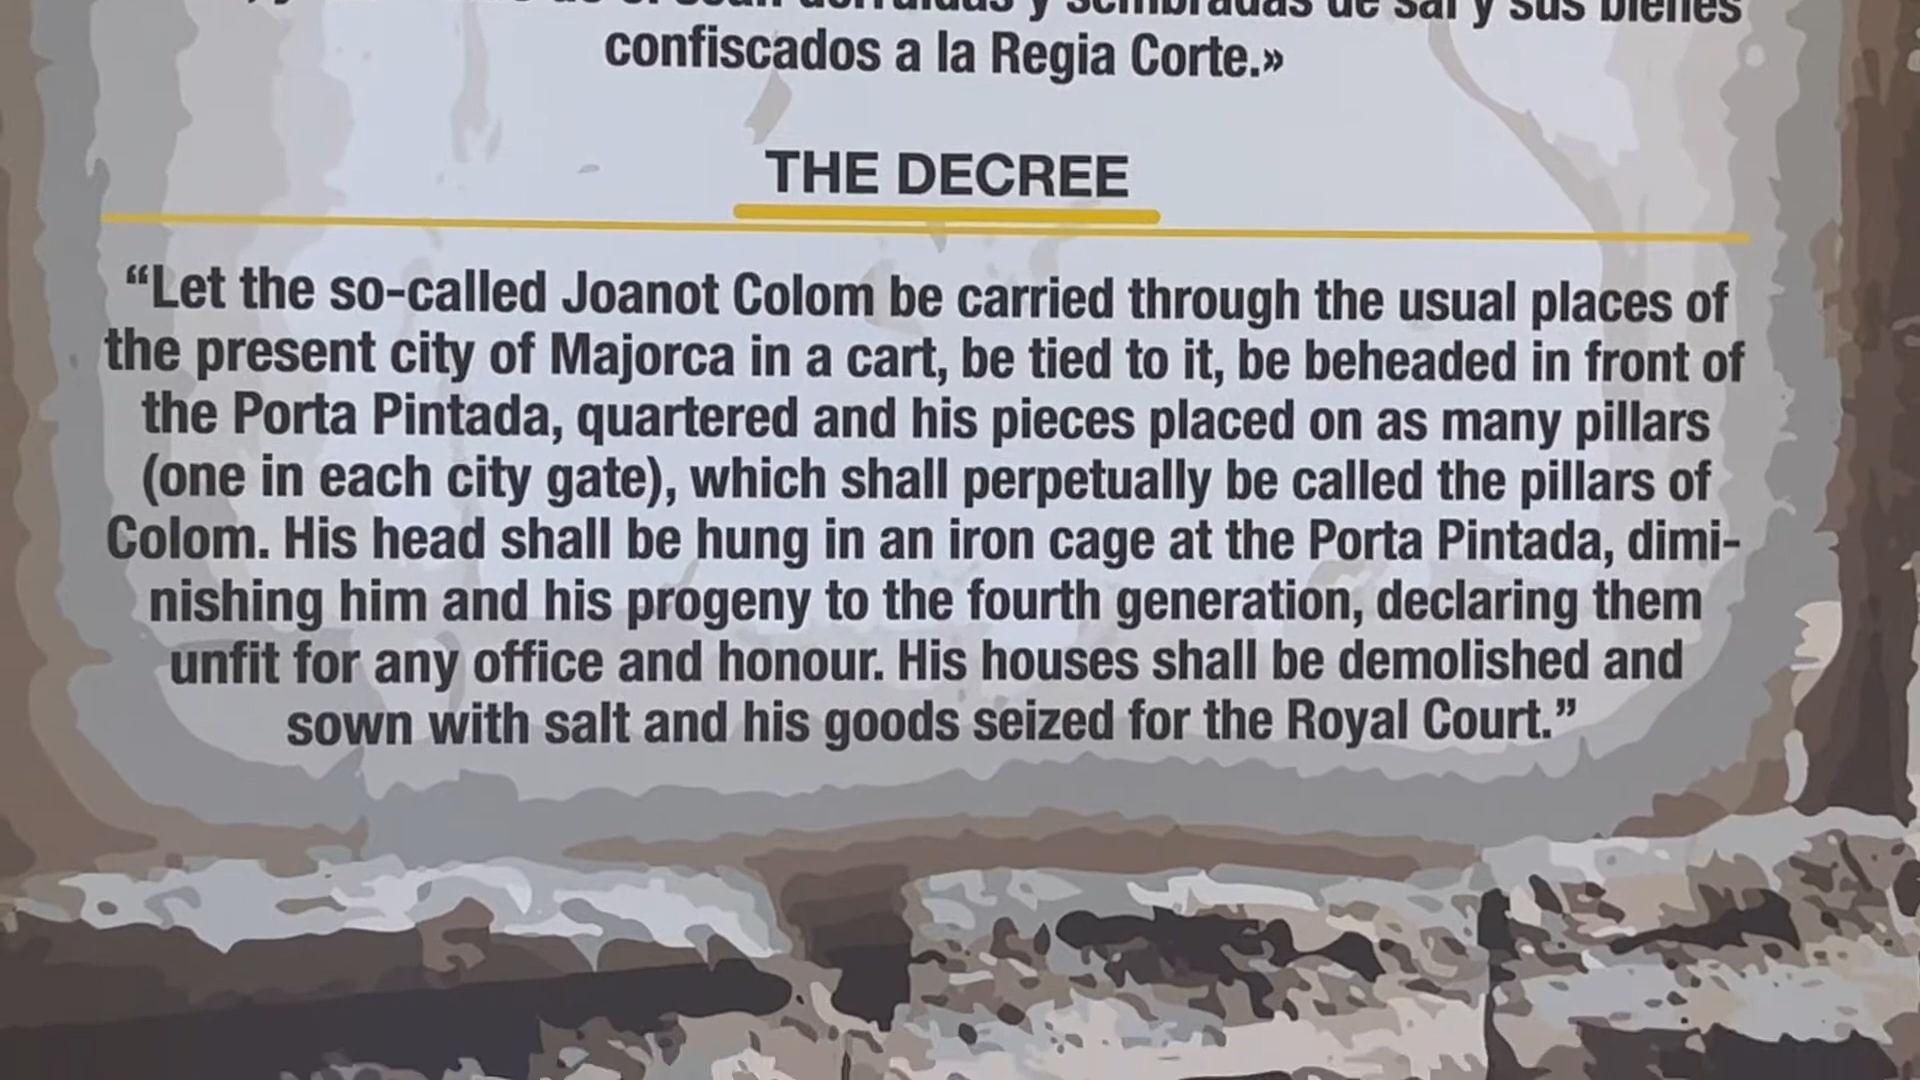 sembradas de sal y sus bienes
confiscados a la Regia Corte.»
THE DECREE
“Let the so-called Joanot Colom be carried through the usual places of
the present city of Majorca in a cart, be tied to it, be beheaded in front of
the Porta Pintada, quartered and his pieces placed on as many pillars
(one in each city gate), which shall perpetually be called the pillars of
Colom. His head shall be hung in an iron cage at the Porta Pintada, dimi-
nishing him and his progeny to the fourth generation, declaring them
unfit for any office and honour. His houses shall be demolished and
sown with salt and his goods seized for the Royal Court.”